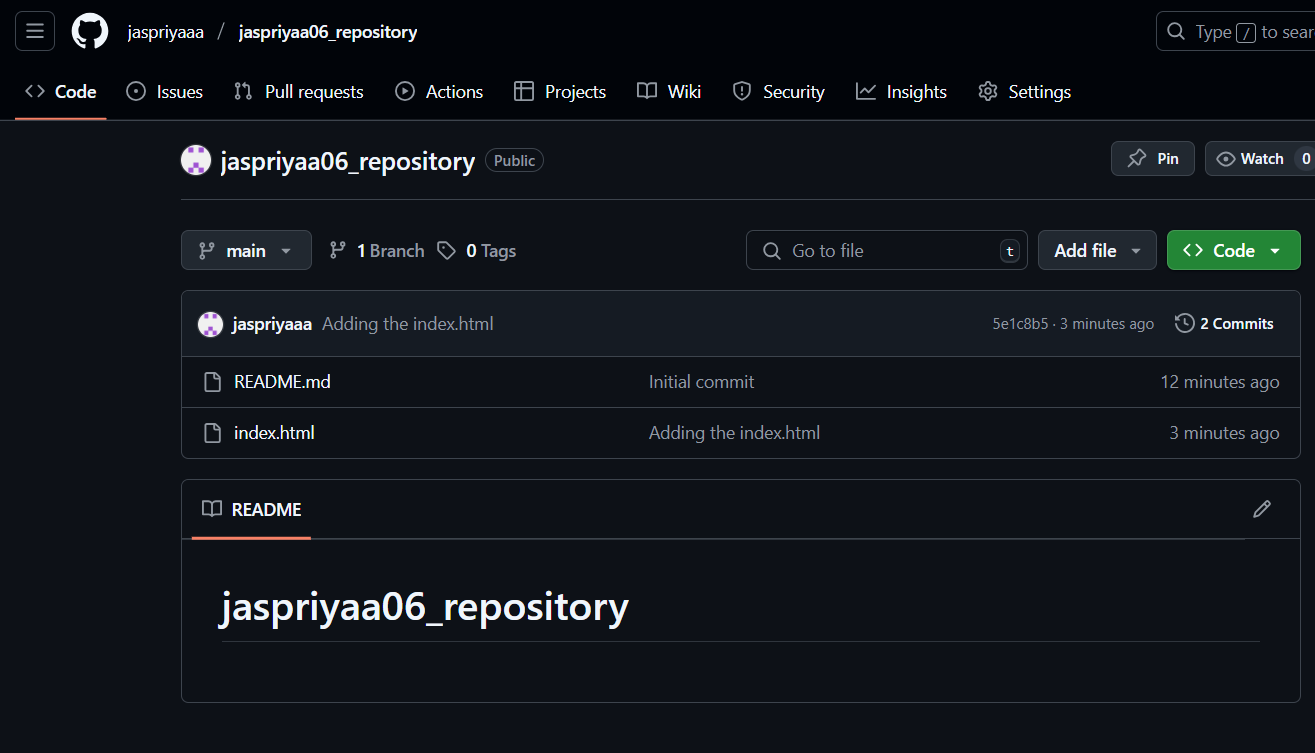 jaspriyaaa / jaspriyaa06_repository
Type / to sear
Code Issues Pull requests Actions Projects Wiki Security Insights Settings
jaspriyaa06_repository Public
Pin Watch 0
main 1 Branch 0 Tags
Go to file t Add file Code
jaspriyaaa Adding the index.html 5e1c8b5 · 3 minutes ago 2 Commits
README.md Initial commit 12 minutes ago
index.html Adding the index.html 3 minutes ago
README
jaspriyaa06_repository